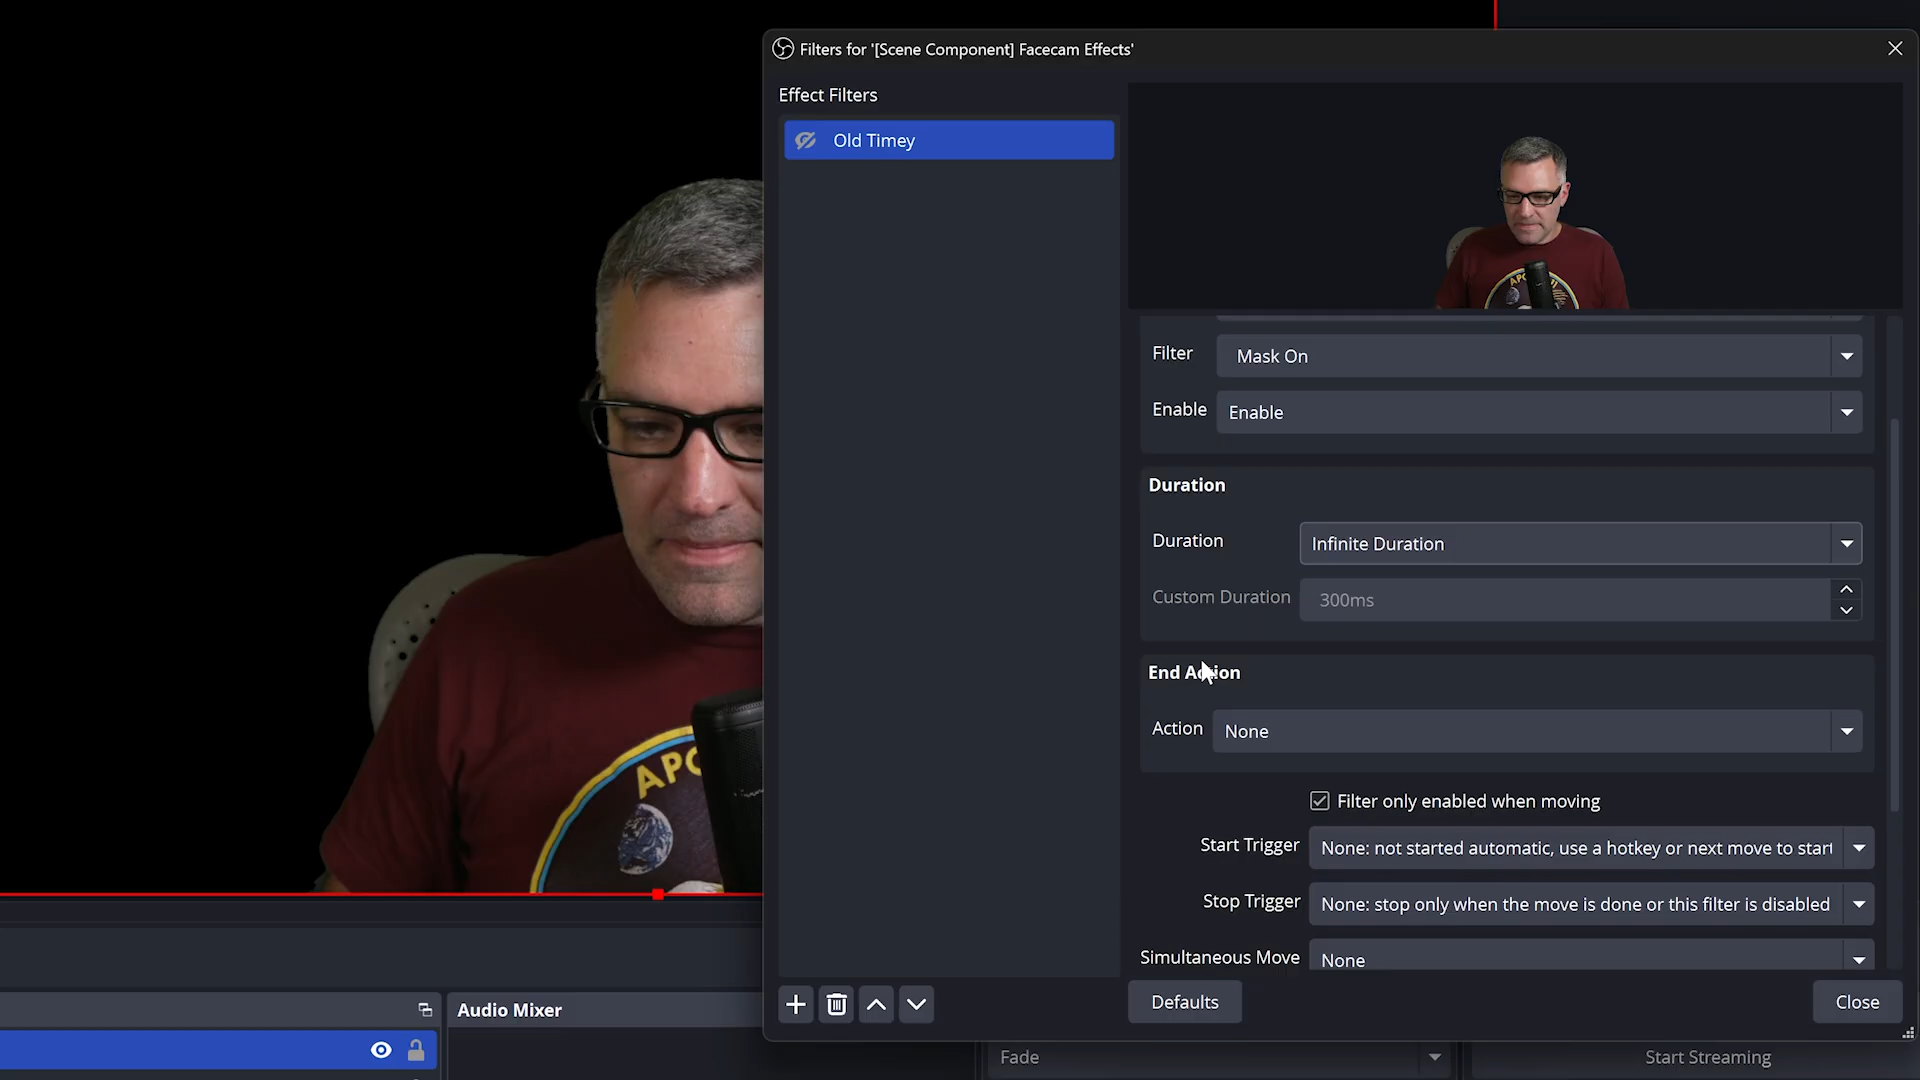 Filters for '[Scene Component] Facecam Effects'
Effect Filters
Old Timey
Filter
Mask On
Enable
Enable
Duration
Duration
Infinite Duration
Custom Duration
300ms
End Action
Action
None
Filter only enabled when moving
Start Trigger
None: not started automatic, use a hotkey or next move to start
Stop Trigger
None: stop only when the move is done or this filter is disabled
Simultaneous Move
None
Defaults
Close
Audio Mixer
Fade
Start Streaming